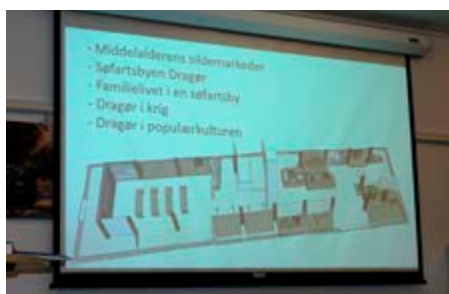 - Middelalderens sildemarkeder
- Søfartsbyen Dragør
- Familielivet i en søfartsby
- Dragør i krig
- Dragør i populærkulturen